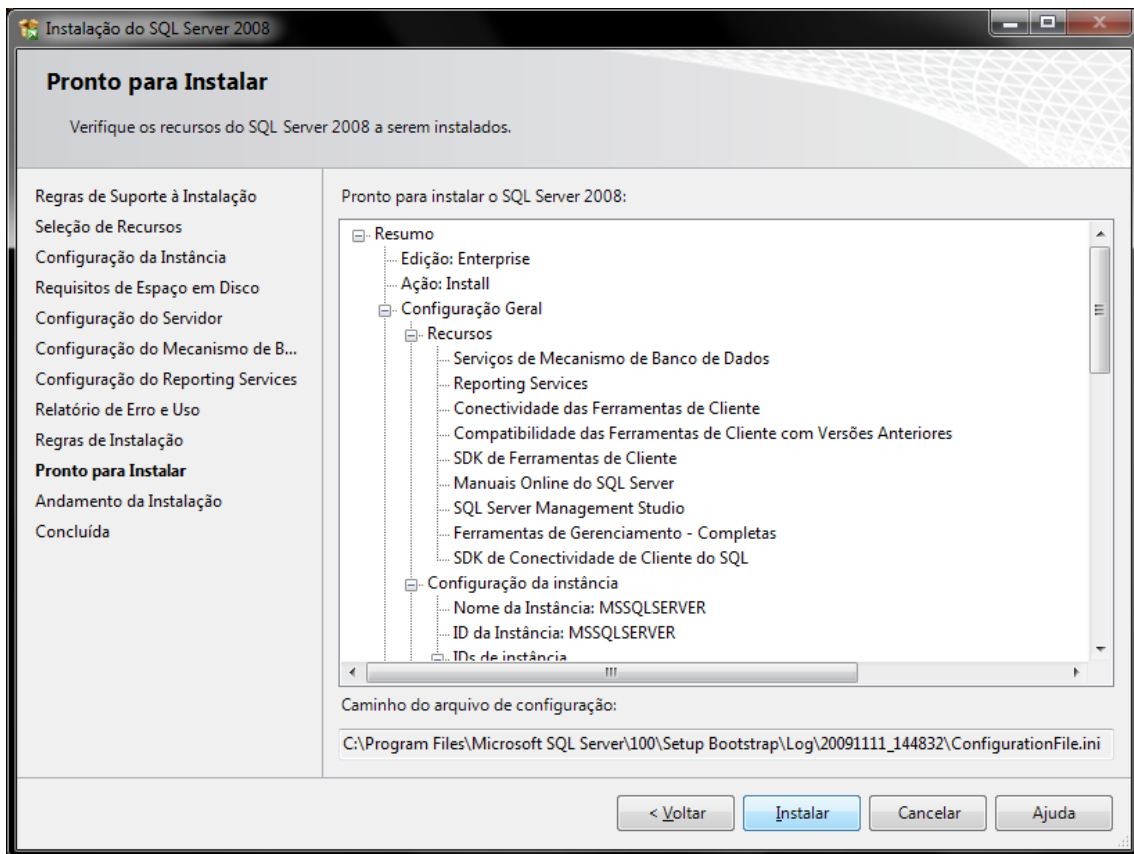 Instalação do SQL Server 2008
Pronto para Instalar
Verifique os recursos do SQL Server 2008 a serem instalados.
Regras de Suporte à Instalação
Seleção de Recursos
Configuração da Instância
Requisitos de Espaço em Disco
Configuração do Servidor
Configuração do Mecanismo de B...
Configuração do Reporting Services
Relatório de Erro e Uso
Regras de Instalação
Pronto para Instalar
Andamento da Instalação
Concluída
Pronto para instalar o SQL Server 2008:
Resumo
Edição: Enterprise
Ação: Install
Configuração Geral
Recursos
Serviços de Mecanismo de Banco de Dados
Reporting Services
Conectividade das Ferramentas de Cliente
Compatibilidade das Ferramentas de Cliente com Versões Anteriores
SDK de Ferramentas de Cliente
Manuais Online do SQL Server
SQL Server Management Studio
Ferramentas de Gerenciamento - Completas
SDK de Conectividade de Cliente do SQL
Configuração da instância
Nome da Instância: MSSQLSERVER
ID da Instância: MSSQLSERVER
IDs de instância
Caminho do arquivo de configuração:
C:\Program Files\Microsoft SQL Server\100\Setup Bootstrap\Log\20091111_144832\ConfigurationFile.ini
< Voltar
Instalar
Cancelar
Ajuda